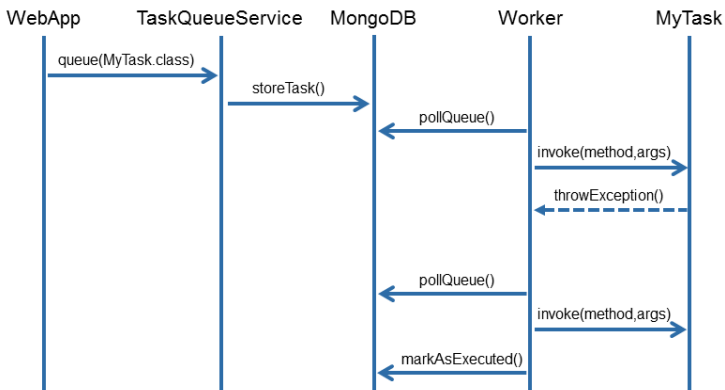 WebApp TaskQueueService MongoDB Worker MyTask
queue(MyTask.class)
storeTask()
pollQueue()
invoke(method,args)
throwException()
pollQueue()
invoke(method,args)
markAsExecuted()